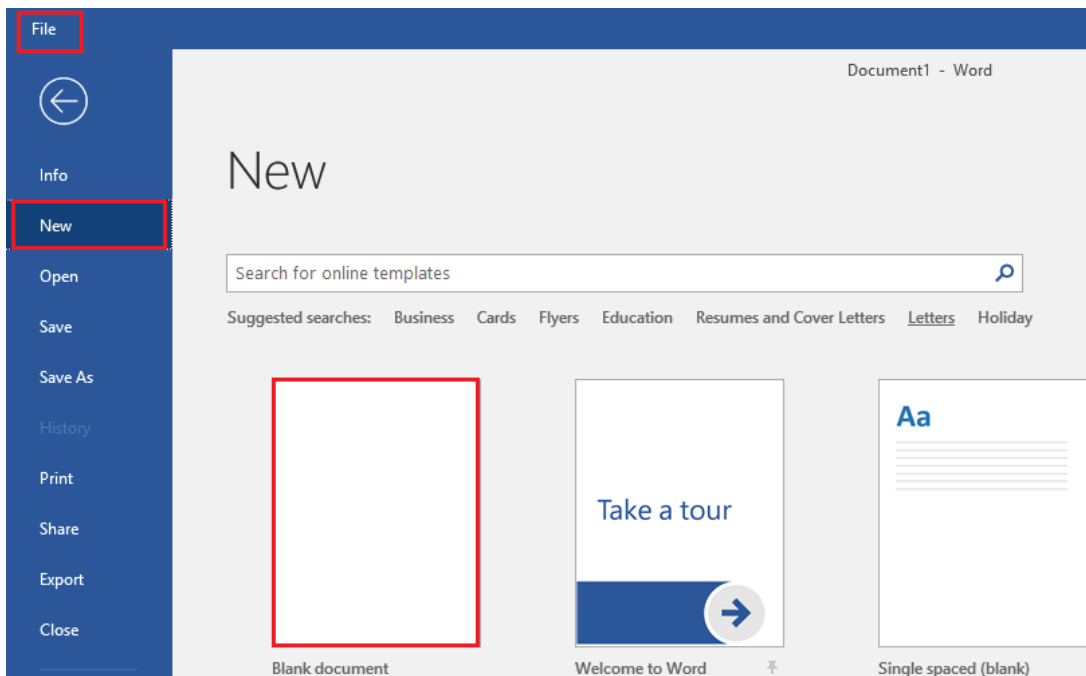 File
Document1 - Word
Info
New
Open
Save
Save As
History
Print
Share
Export
Close
New
Search for online templates
Suggested searches: Business Cards Flyers Education Resumes and Cover Letters Letters Holiday
Take a tour
Aa
Blank document Welcome to Word Single spaced (blank)